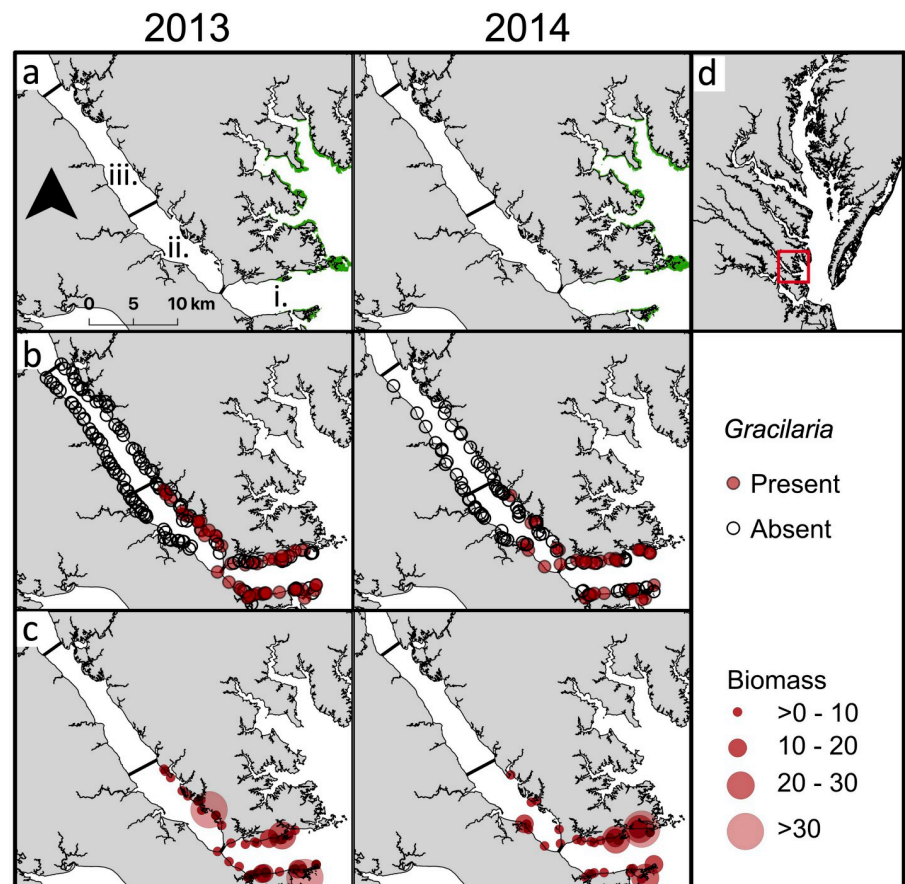 2013
2014
a
d
iii.
ii.
i.
0 5 10 km
b
Gracilaria
Present
Absent
c
Biomass
>0 - 10
10 - 20
20 - 30
>30